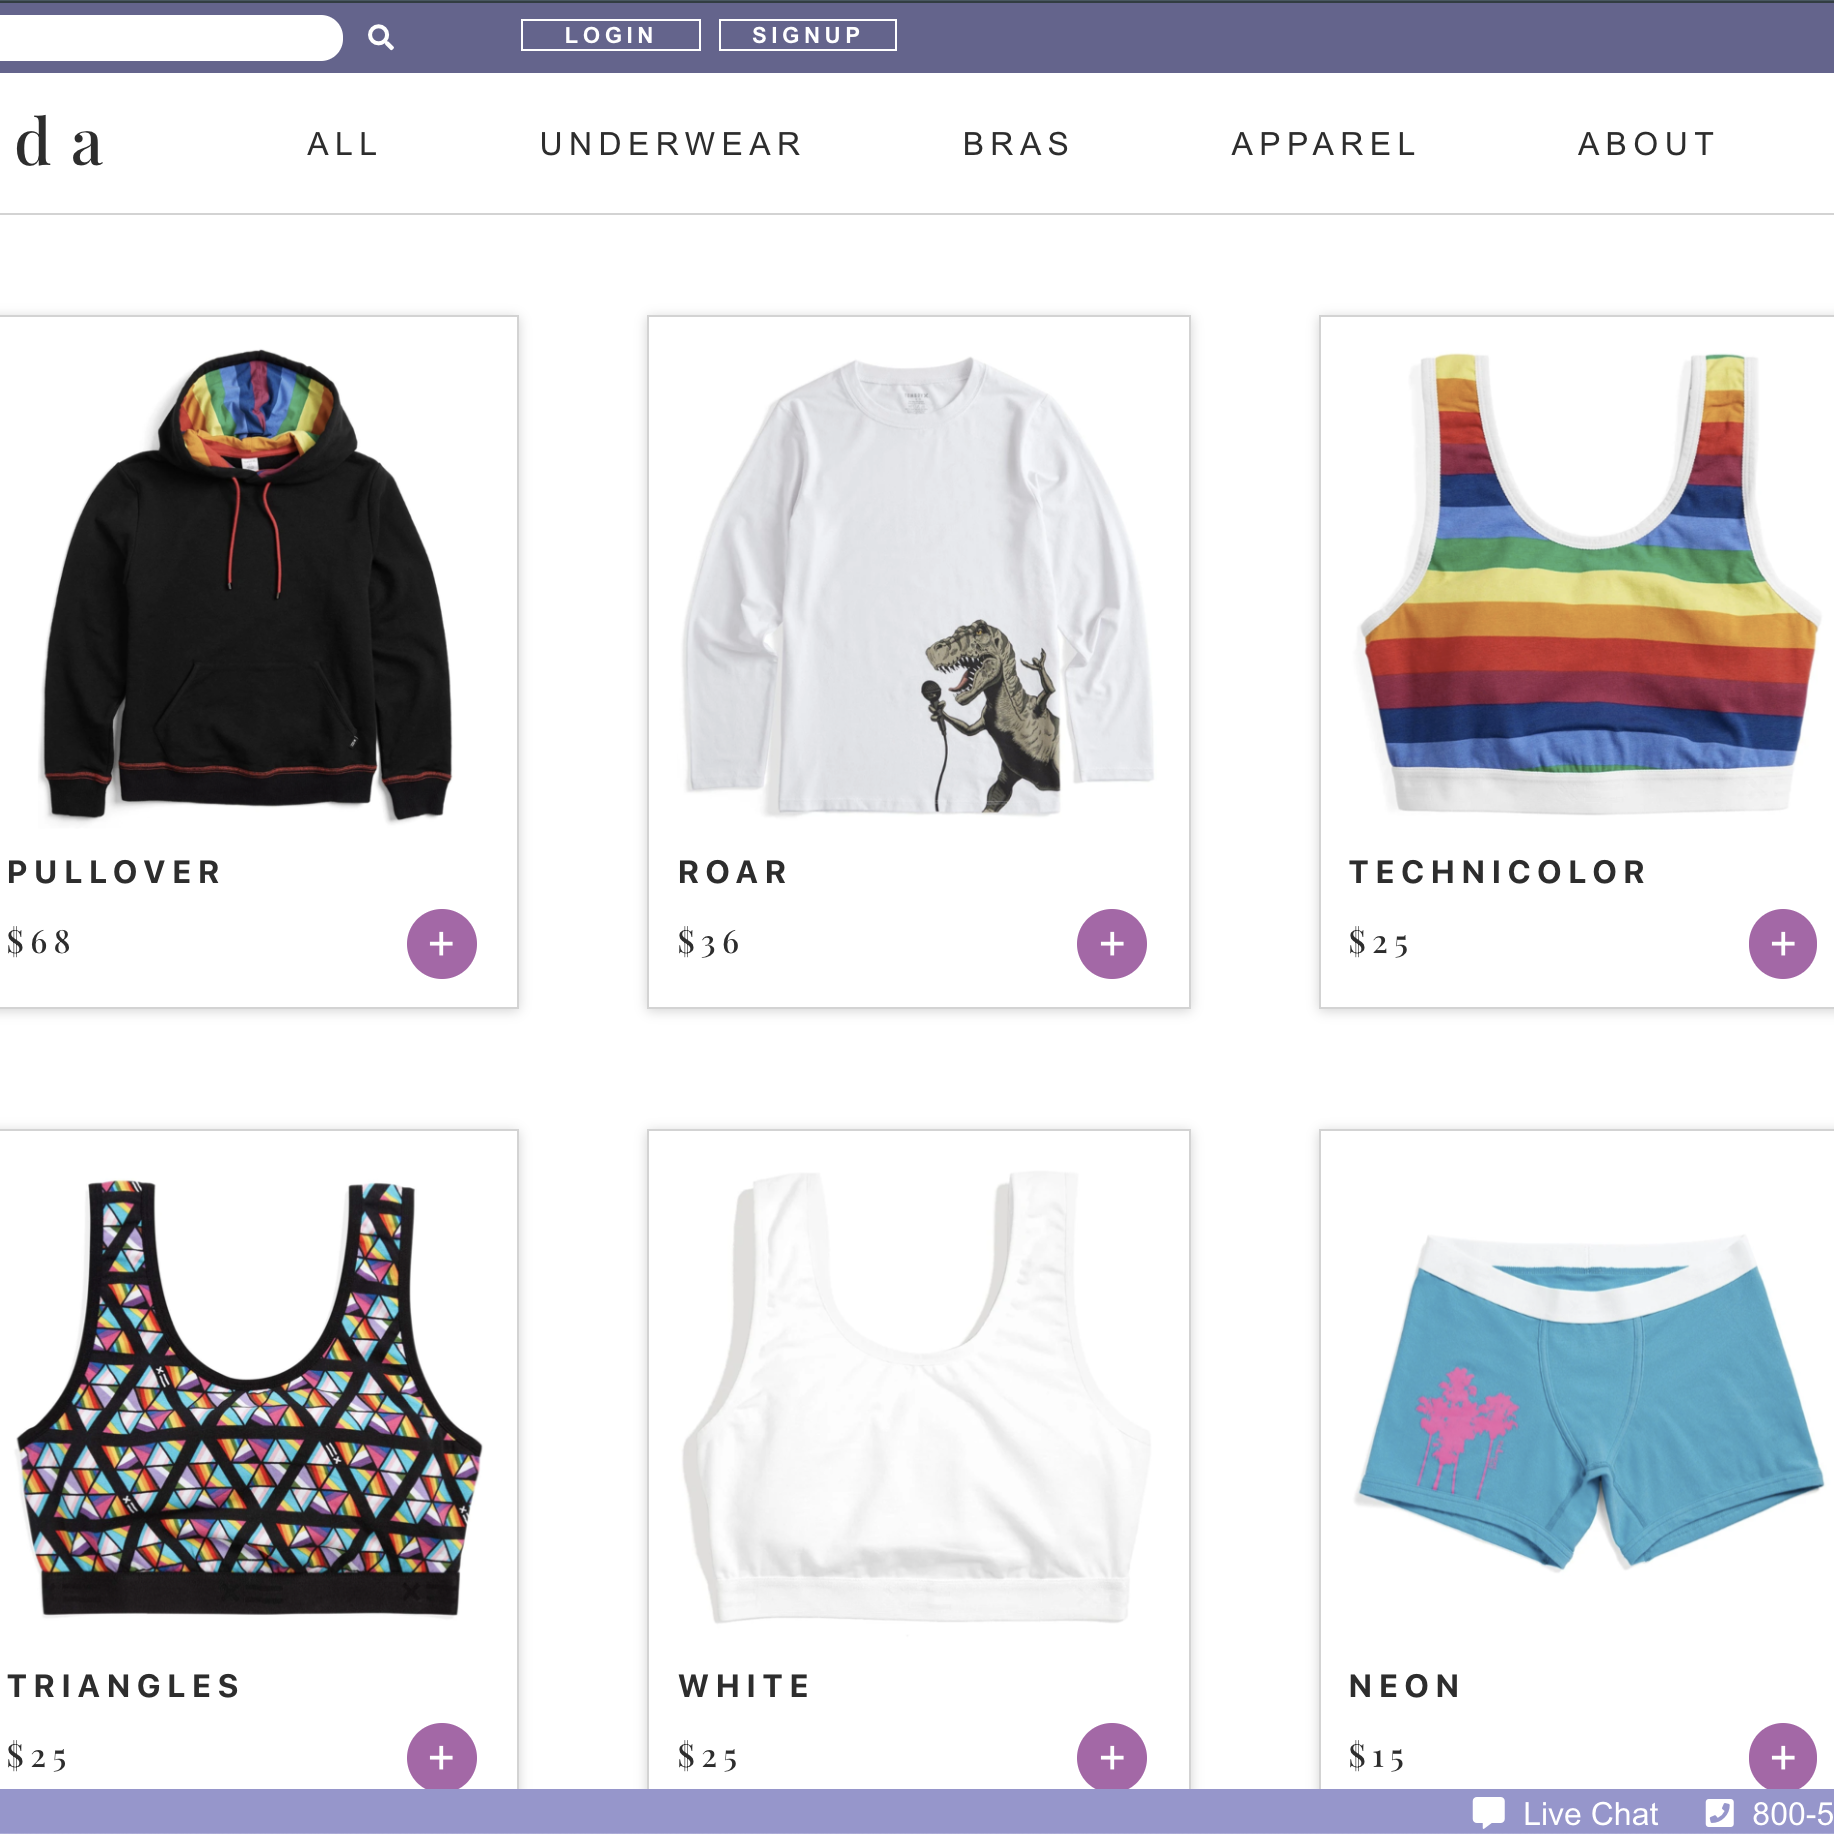 LOGIN SIGNUP
da ALL UNDERWEAR BRAS APPAREL ABOUT
PULLOVER ROAR TECHNICOLOR
$68 + $36 + $25 +
TRIANGLES WHITE NEON
$25 + $25 + $15 +
Live Chat 800-5